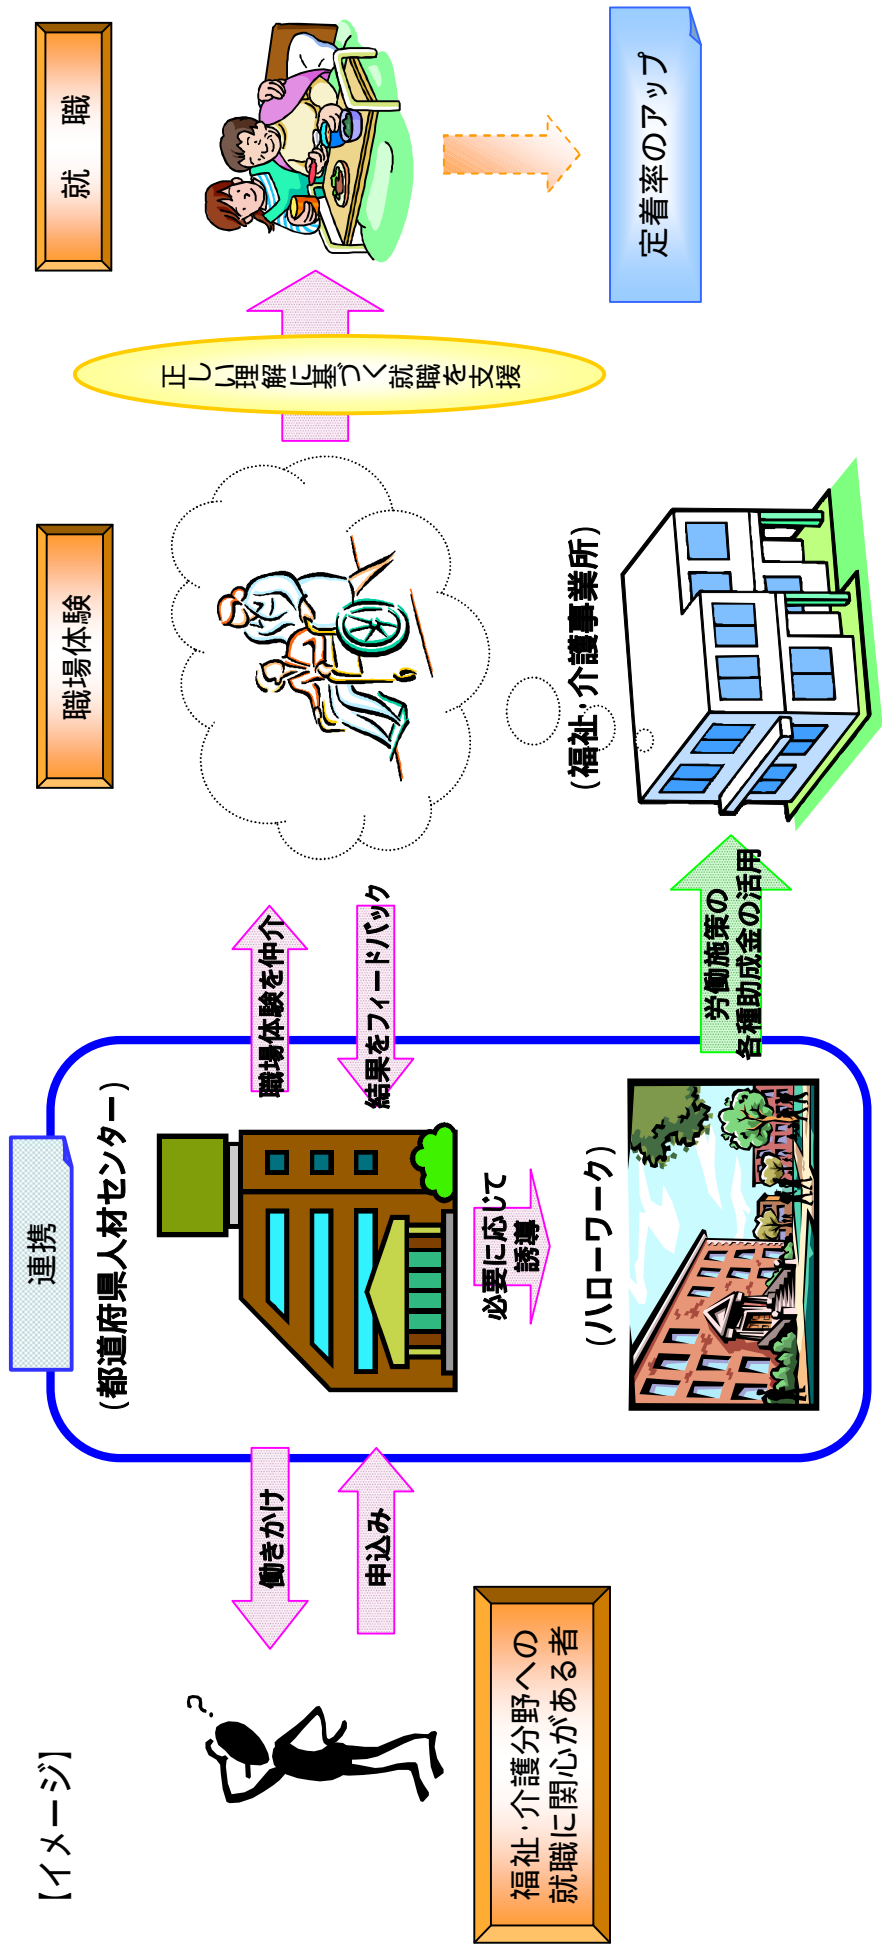 【イメージ】
福祉・介護分野への
就職に関心がある者
働きかけ
申込み
連携
(都道府県人材センター)
必要に応じて
誘導
(ハローワーク)
職場体験を仲介
結果をフィードバック
労働施策の
各種助成金の活用
職場体験
(福祉・介護事業所)
正しい理解に基づく就職を支援
就　職
定着率のアップ
?